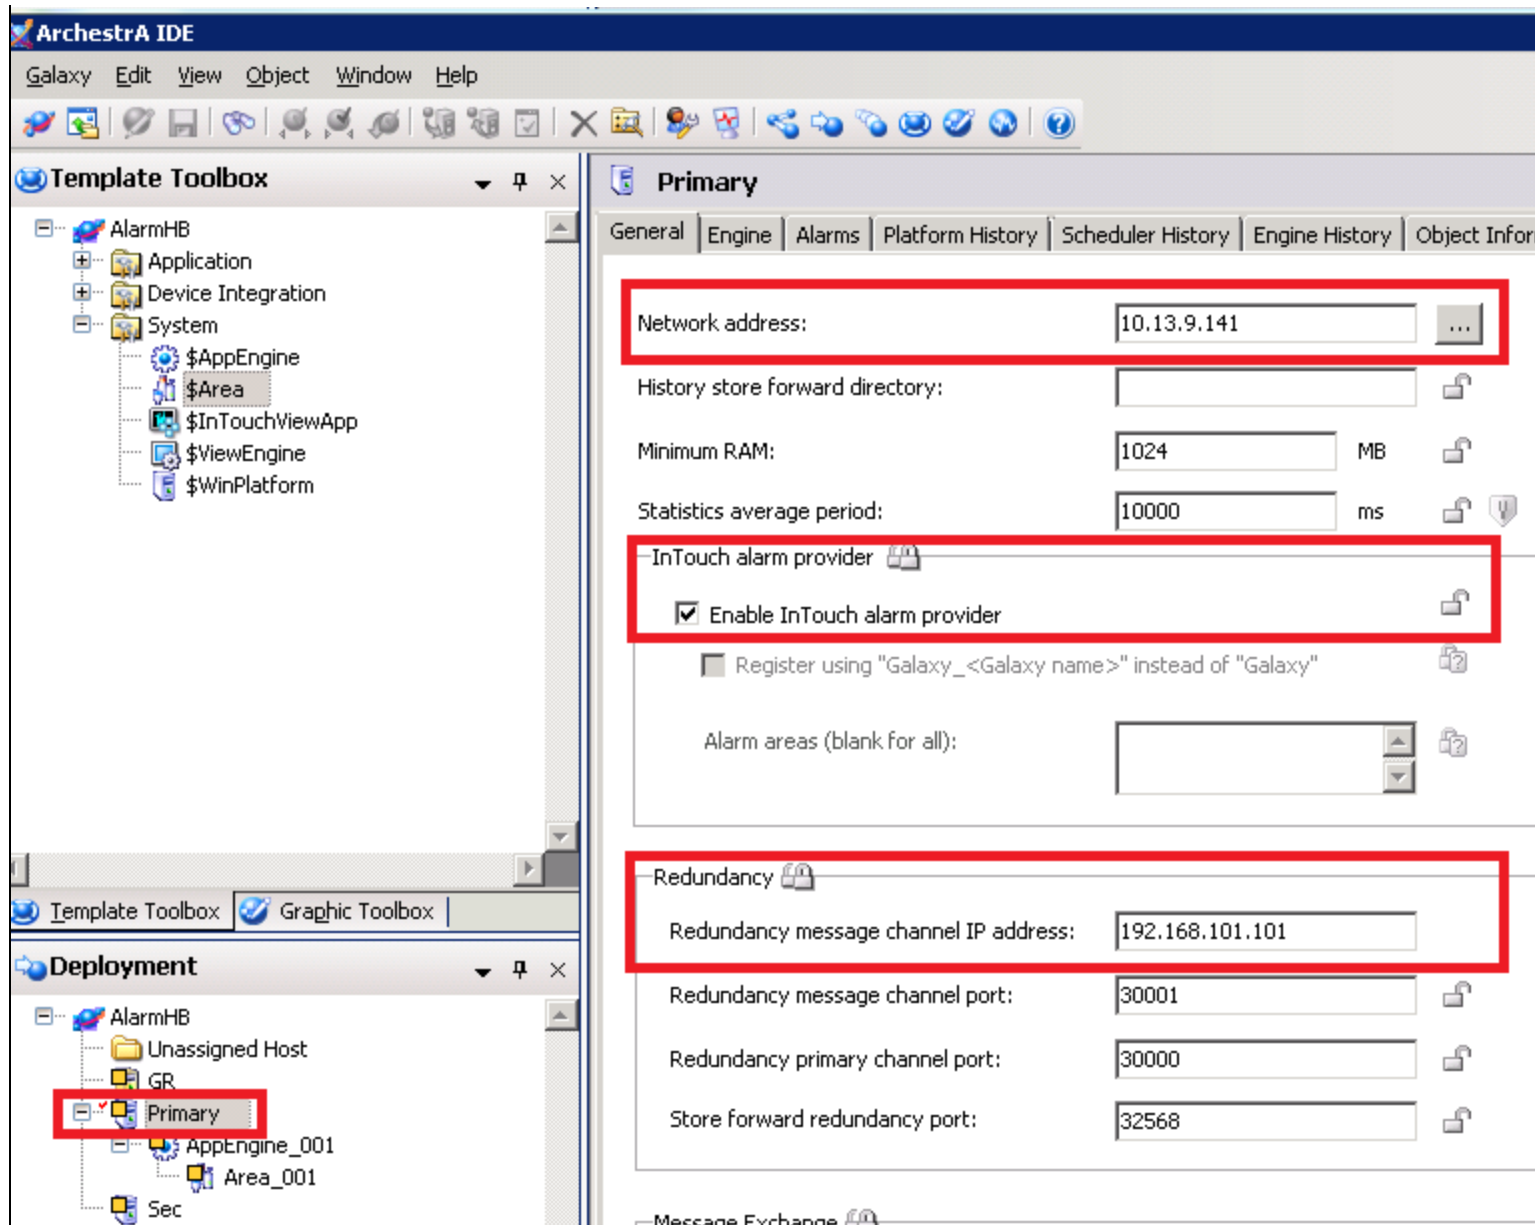 ArchestrA IDE
Galaxy Edit View Object Window Help
Template Toolbox
AlarmHB
Application
Device Integration
System
$AppEngine
$Area
$InTouchViewApp
$ViewEngine
$WinPlatform
Template Toolbox Graphic Toolbox
Deployment
AlarmHB
Unassigned Host
GR
Primary
AppEngine_001
Area_001
Sec
Primary
General Engine Alarms Platform History Scheduler History Engine History Object Infor
Network address: 10.13.9.141 ...
History store forward directory:
Minimum RAM: 1024 MB
Statistics average period: 10000 ms
InTouch alarm provider
Enable InTouch alarm provider
Register using "Galaxy_<Galaxy name>" instead of "Galaxy"
Alarm areas (blank for all):
Redundancy
Redundancy message channel IP address: 192.168.101.101
Redundancy message channel port: 30001
Redundancy primary channel port: 30000
Store forward redundancy port: 32568
Message Exchange